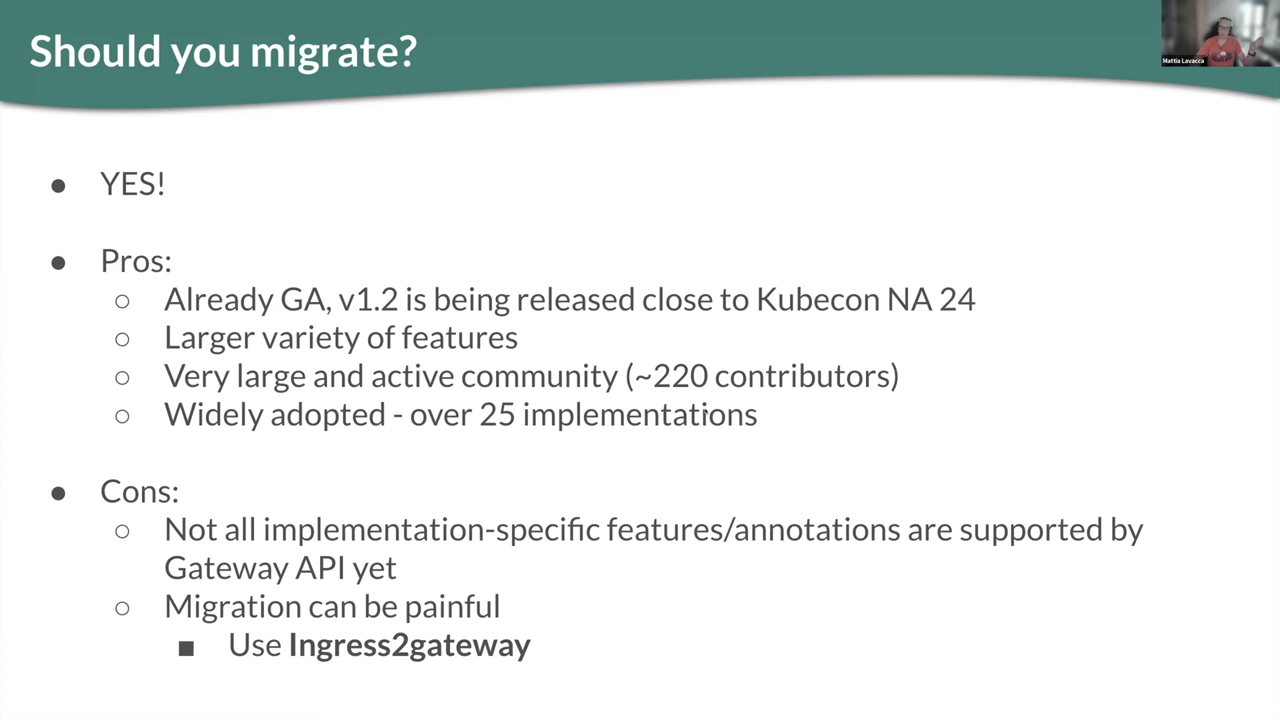 Should you migrate?
Mattia Lavacca
● YES!
● Pros:
○ Already GA, v1.2 is being released close to Kubecon NA 24
○ Larger variety of features
○ Very large and active community (~220 contributors)
○ Widely adopted - over 25 implementations
● Cons:
○ Not all implementation-specific features/annotations are supported by
Gateway API yet
○ Migration can be painful
■ Use Ingress2gateway